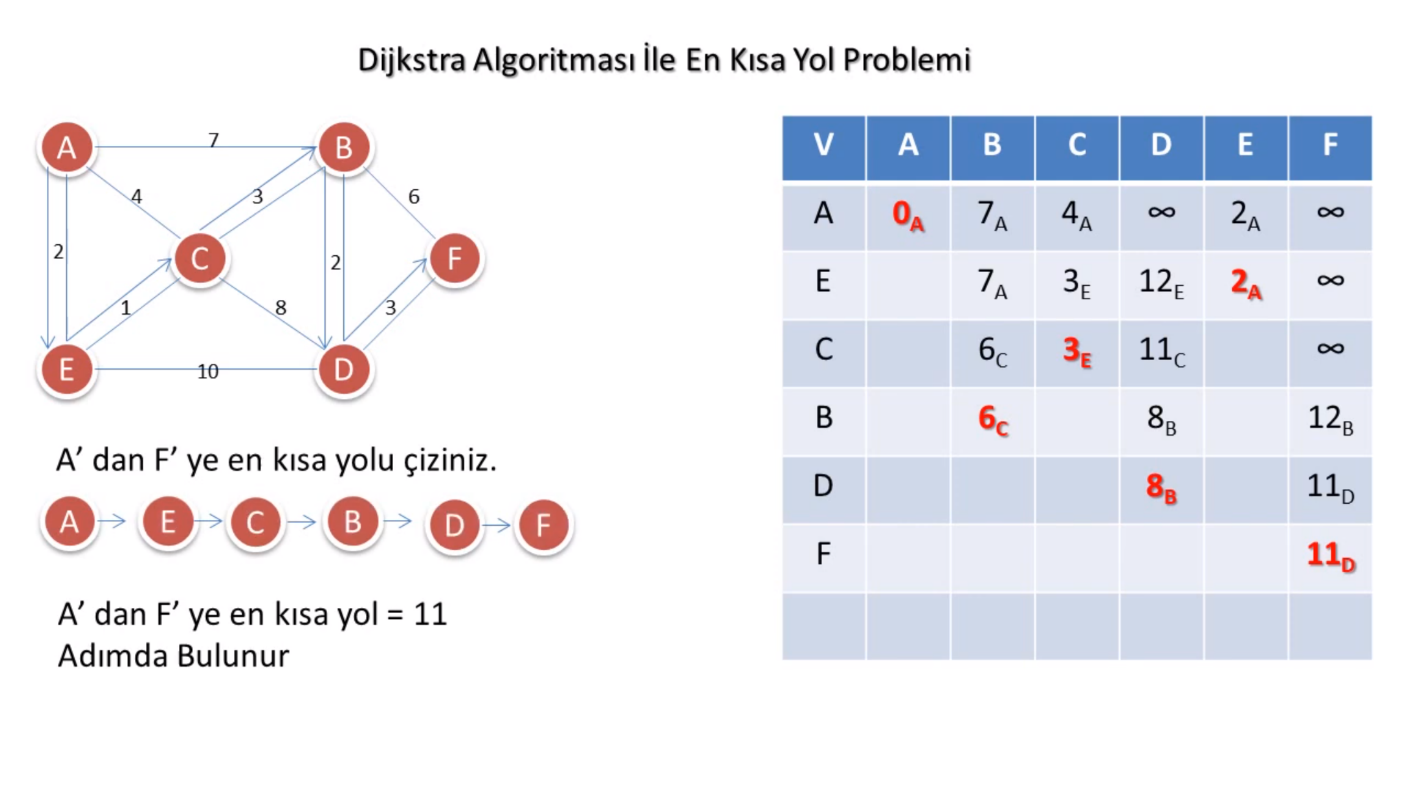 Dijkstra Algoritması İle En Kısa Yol Problemi
A 7 B
4 3 6
2 C 2 F
1 8 3
E 10 D
A’ dan F’ ye en kısa yolu çiziniz.
A E C B D F
A’ dan F’ ye en kısa yol = 11
Adımda Bulunur
V A B C D E F
A 0A 7A 4A ∞ 2A ∞
E 7A 3E 12E 2A ∞
C 6C 3E 11C ∞
B 6C 8B 12B
D 8B 11D
F 11D